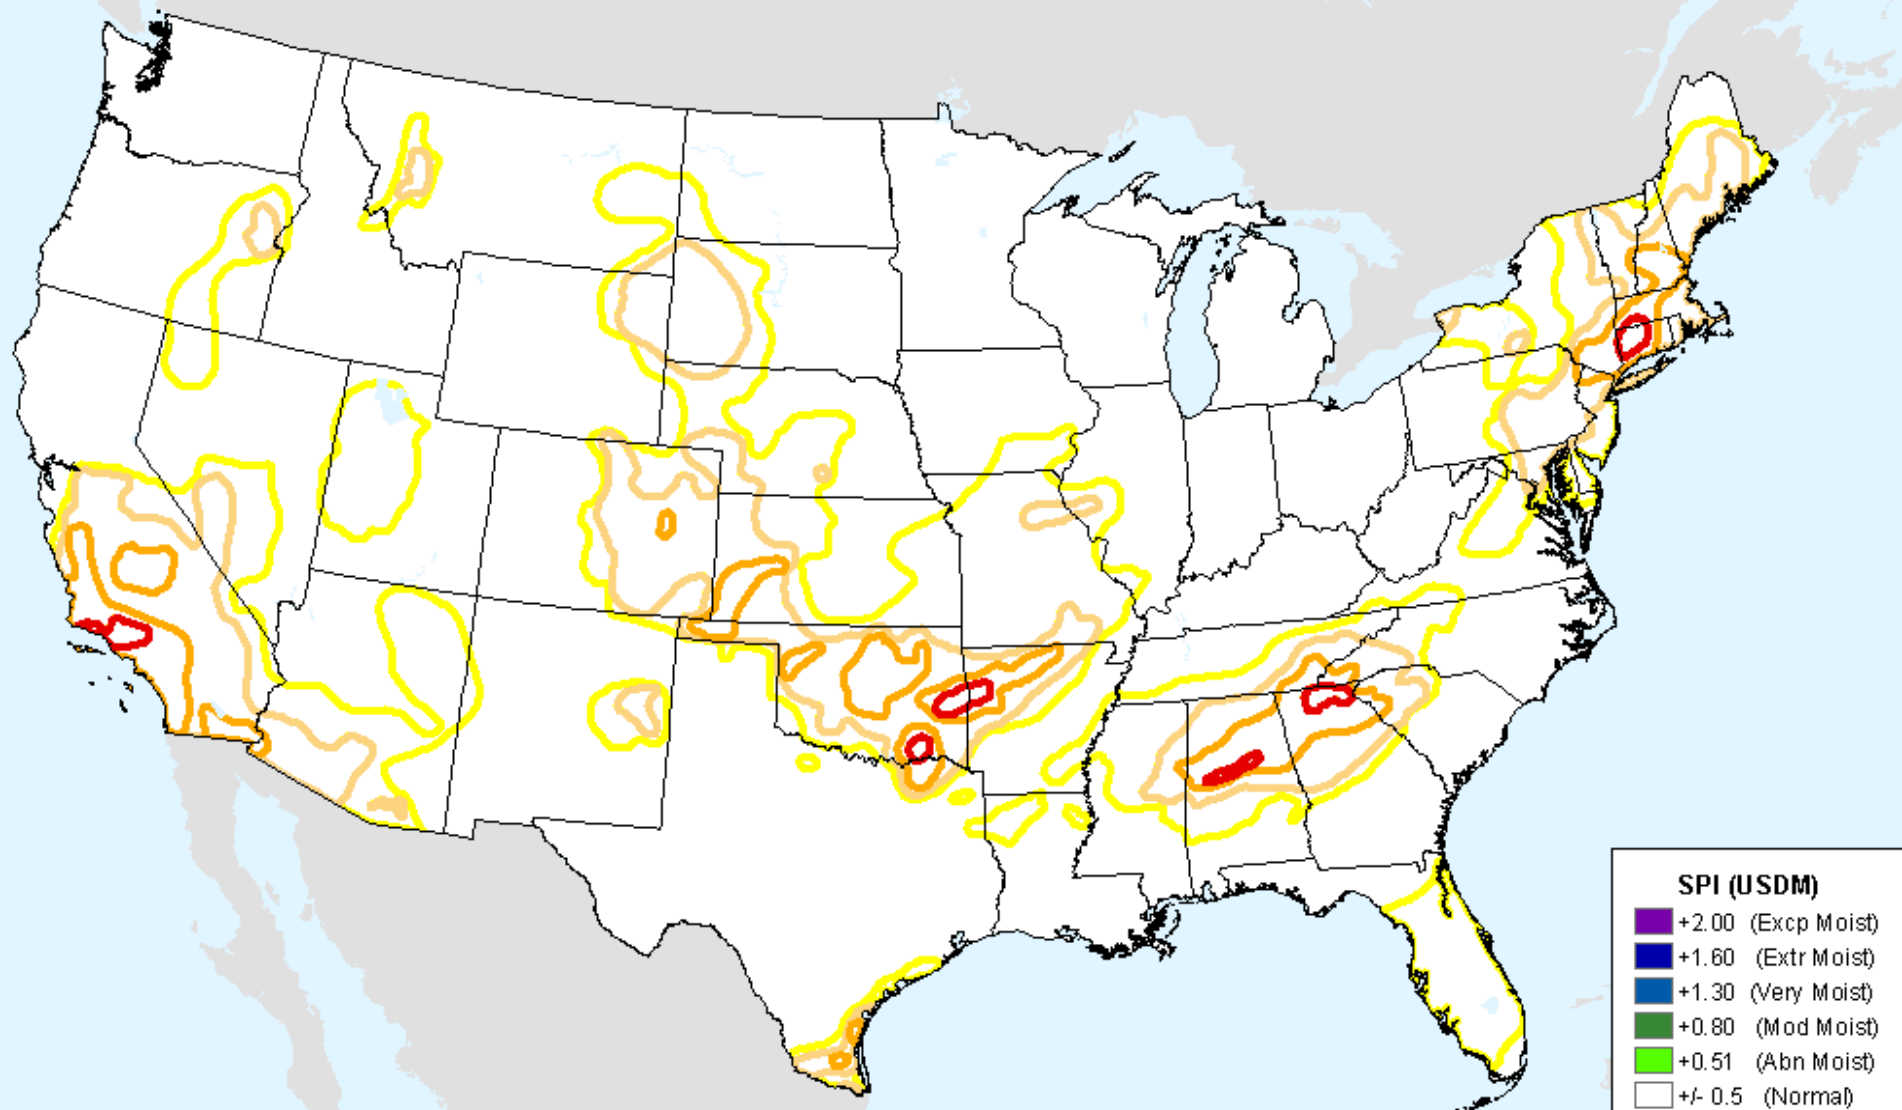 SPI (USDM)
+2.00 (Excp Moist)
+1.60 (Extr Moist)
+1.30 (Very Moist)
+0.80 (Mod Moist)
+0.51 (Abn Moist)
+/- 0.5 (Normal)